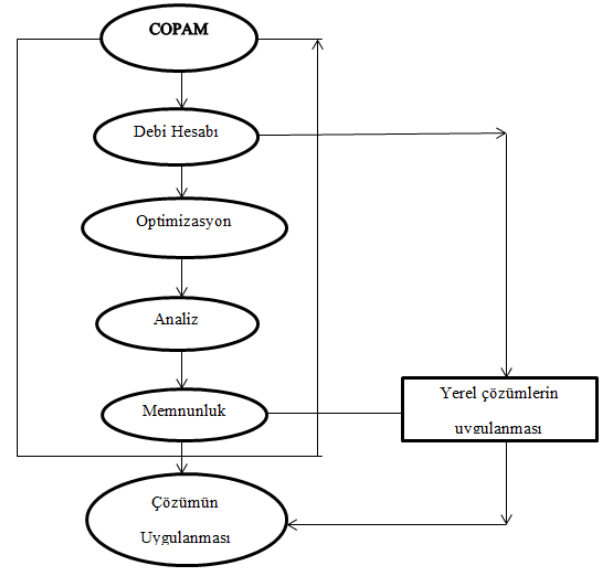 COPAM
Debi Hesabı
Optimizasyon
Analiz
Memnunluk
Yerel çözümlerin
uygulanması
Çözümün
Uygulanması